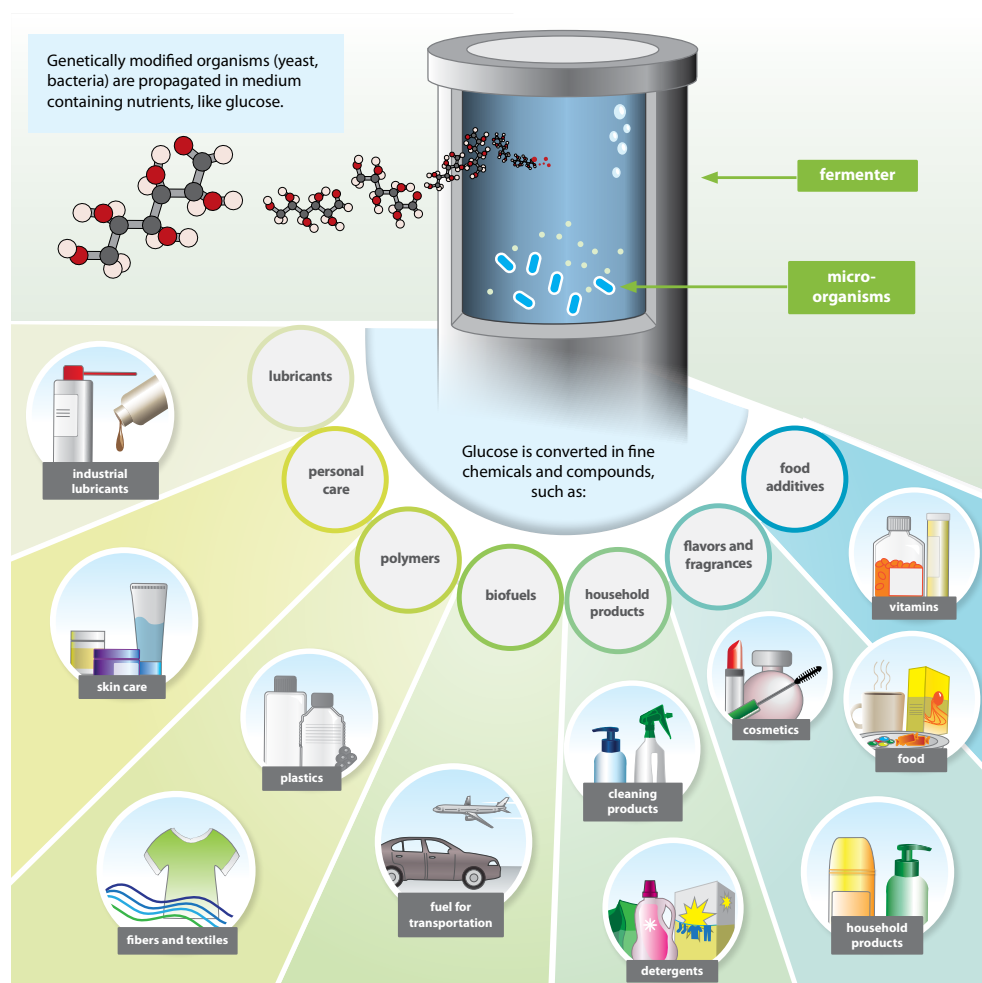 Genetically modified organisms (yeast,
bacteria) are propagated in medium
containing nutrients, like glucose.
fermenter
micro-
organisms
Glucose is converted in fine
chemicals and compounds,
such as:
lubricants
industrial
lubricants
personal
care
skin care
polymers
plastics
fibers and textiles
biofuels
fuel for
transportation
household
products
cleaning
products
detergents
flavors and
fragrances
cosmetics
household
products
food
additives
vitamins
food